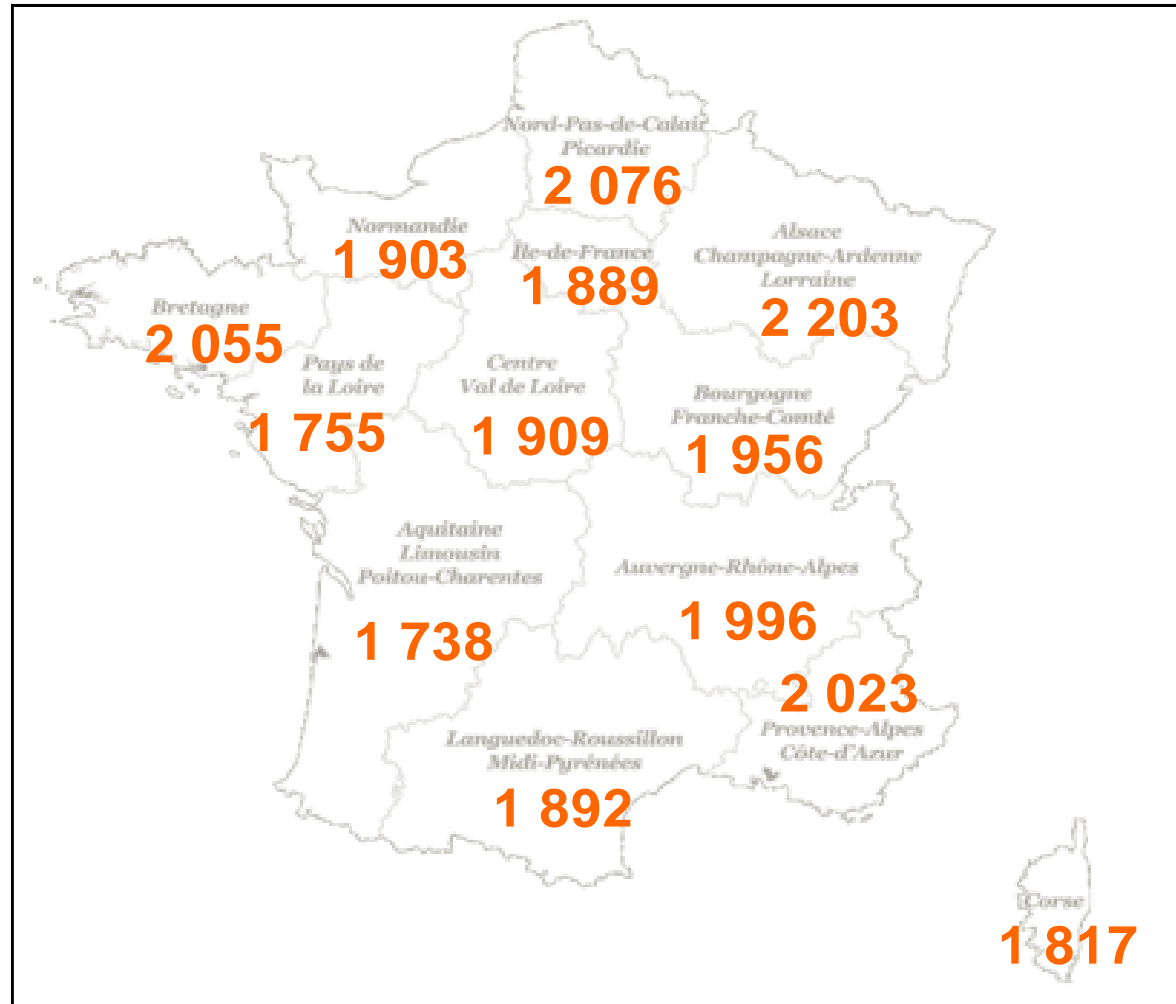 Nord-Pas-de-Calais
Picardie
2 076
Normandie
1 903
Île-de-France
1 889
Alsace
Champagne-Ardenne
Lorraine
2 203
Bretagne
2 055
Pays de
la Loire
1 755
Centre
Val de Loire
1 909
Bourgogne
Franche-Comté
1 956
Aquitaine
Limousin
Poitou-Charentes
1 738
Auvergne-Rhône-Alpes
1 996
2 023
Provence-Alpes
Côte-d'Azur
Languedoc-Roussillon
Midi-Pyrénées
1 892
Corse
1 817